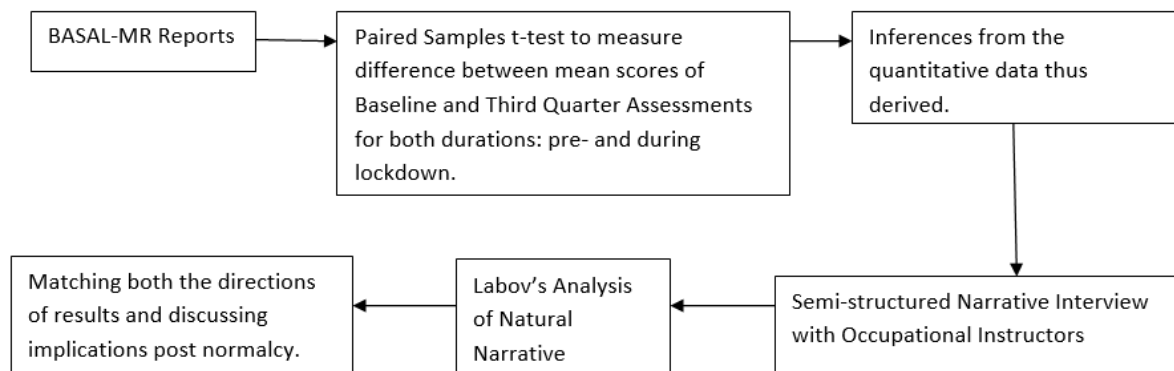 BASAL-MR Reports
Paired Samples t-test to measure
difference between mean scores of
Baseline and Third Quarter Assessments
for both durations: pre- and during
lockdown.
Inferences from the
quantitative data thus
derived.
Semi-structured Narrative Interview
with Occupational Instructors
Labov’s Analysis
of Natural
Narrative
Matching both the directions
of results and discussing
implications post normalcy.